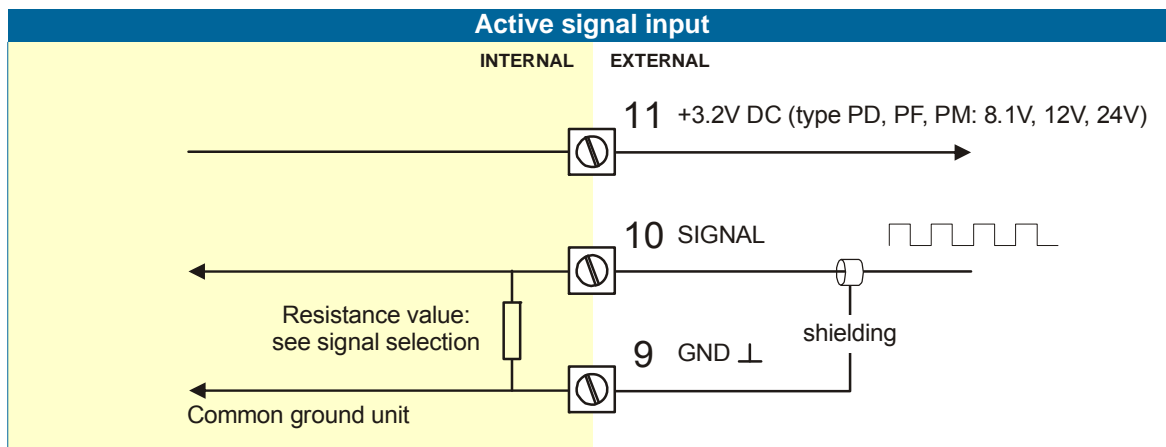 Active signal input
INTERNAL EXTERNAL
11 +3.2V DC (type PD, PF, PM: 8.1V, 12V, 24V)
10 SIGNAL
Resistance value:
see signal selection
shielding
9 GND ⊥
Common ground unit